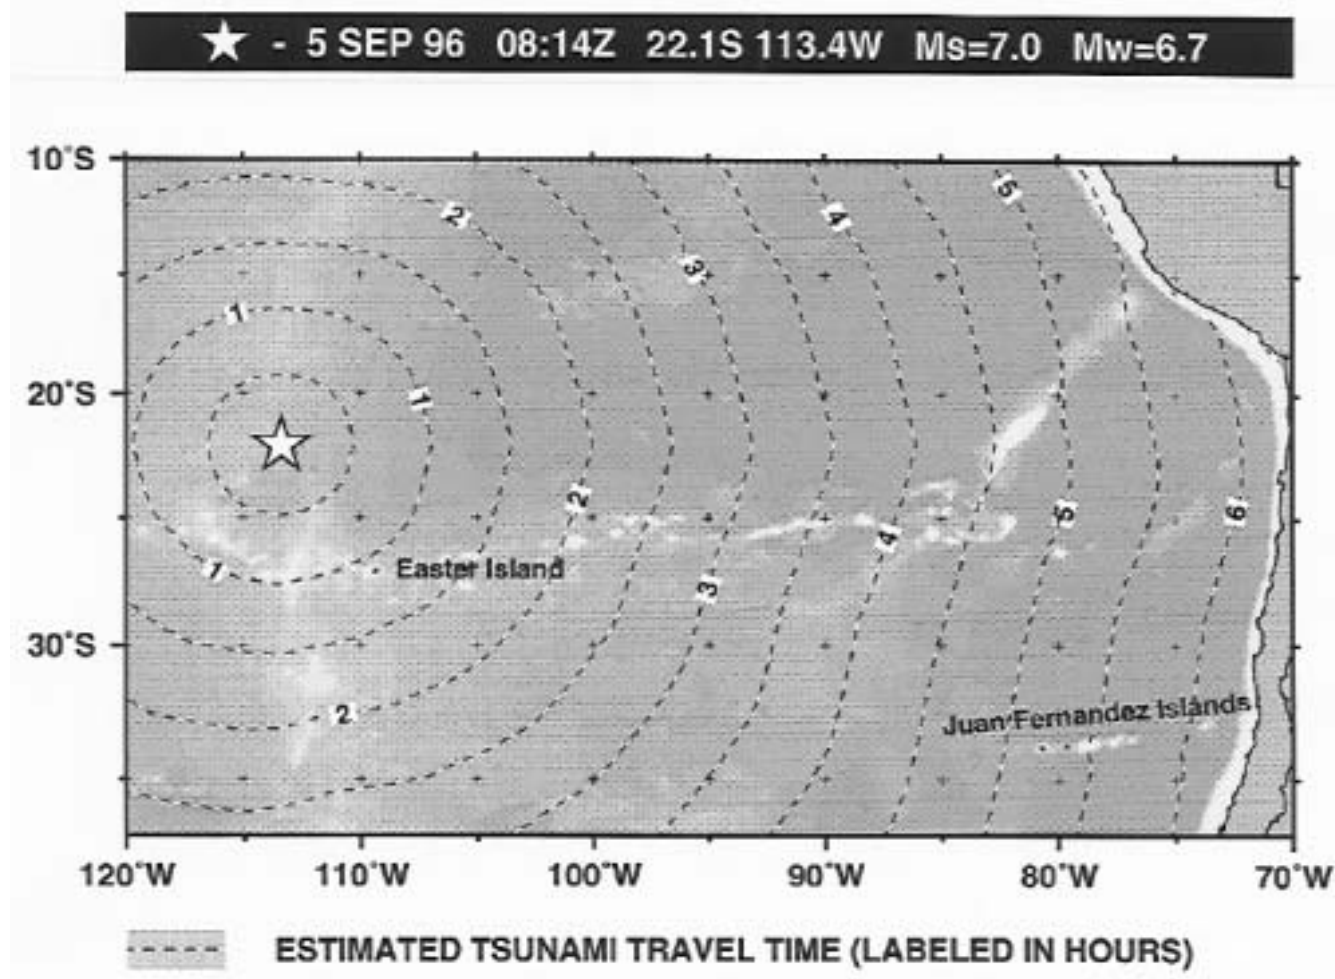 ☆ - 5 SEP 96 08:14Z 22.1S 113.4W Ms=7.0 Mw=6.7
10˚S
5
2
4
3
1
20˚S
1
2
5
6
4
1
Easter Island
3
30˚S
2
Juan Fernandez Islands
120˚W 110˚W 100˚W 90˚W 80˚W 70˚W
ESTIMATED TSUNAMI TRAVEL TIME (LABELED IN HOURS)